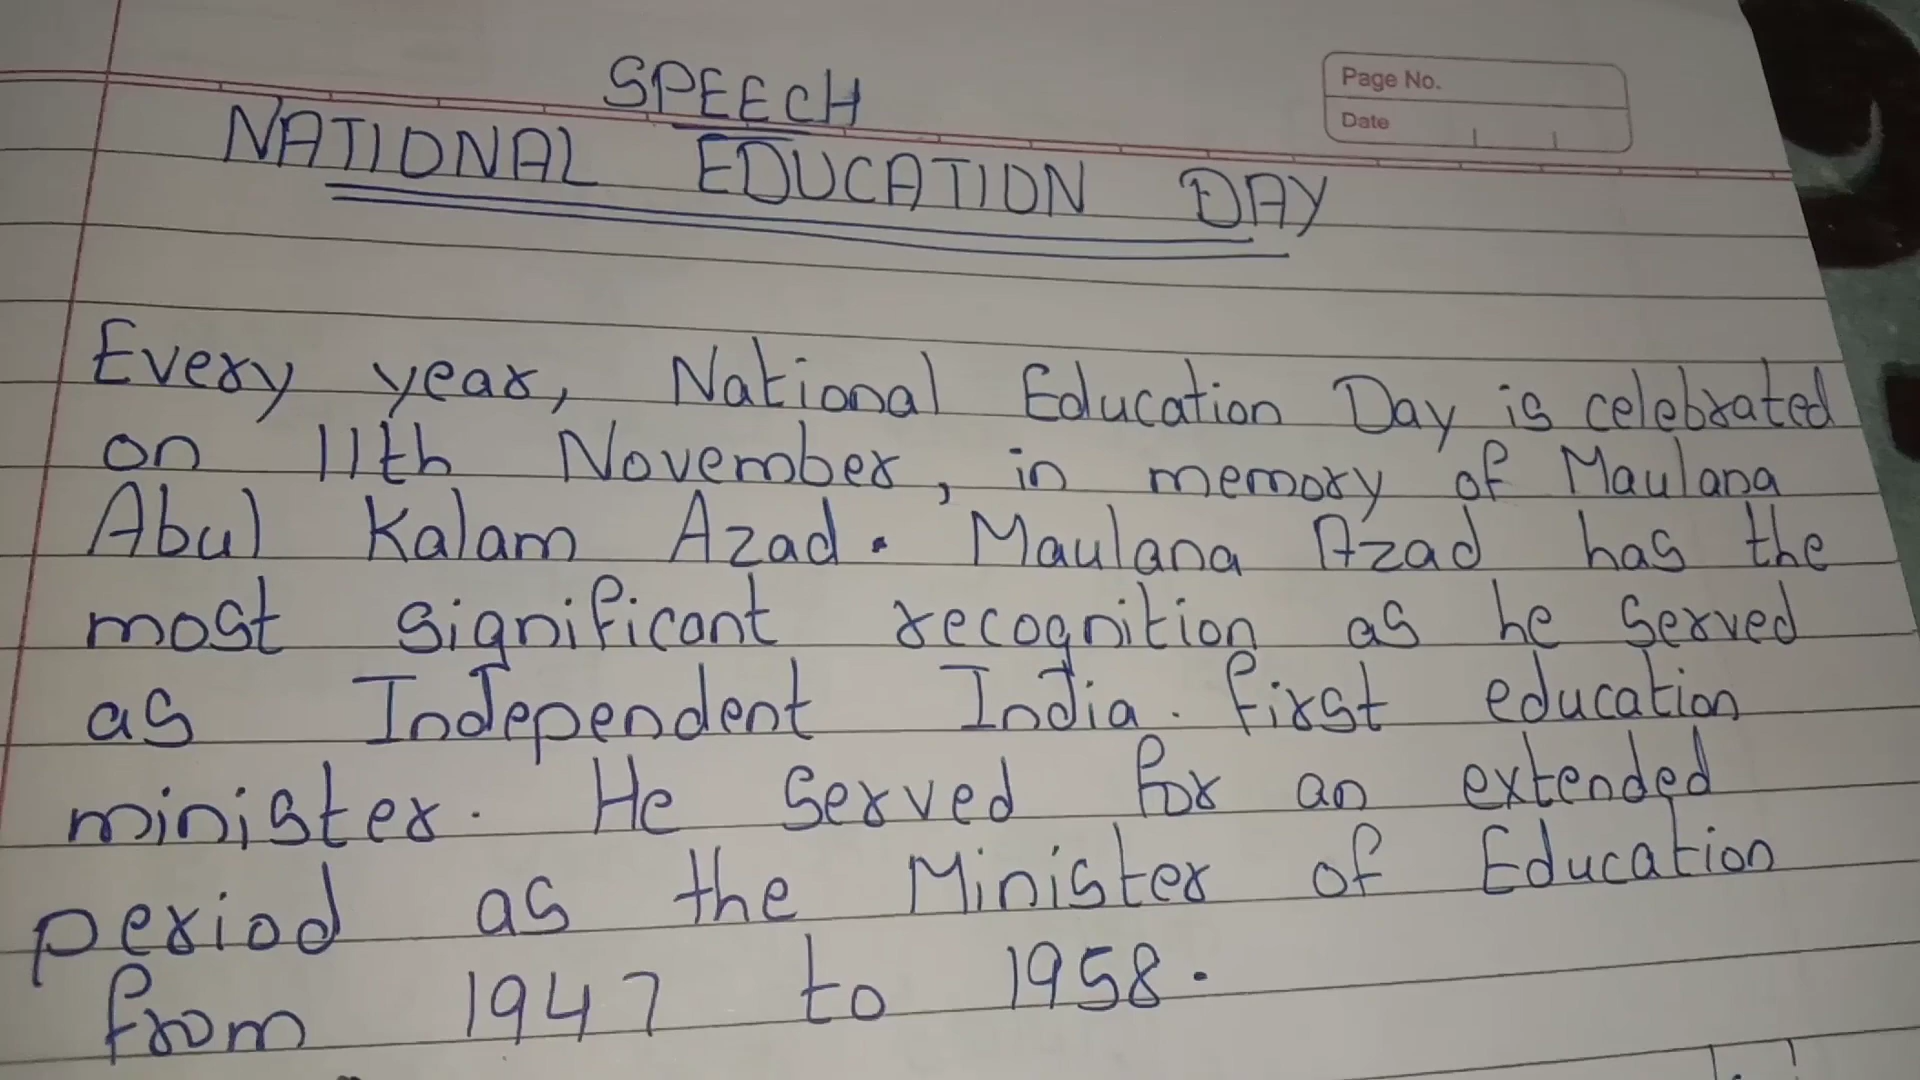 SPEECH
Page No.
Date
NATIONAL EDUCATION DAY
Every year, National Education Day is celebrated
on 11th November, in memory of Maulana
Abul Kalam Azad. Maulana Azad has the
most significant recognition as he served
as Independent India. first education
minister. He served for an extended
period as the Minister of Education
from 1947 to 1958.